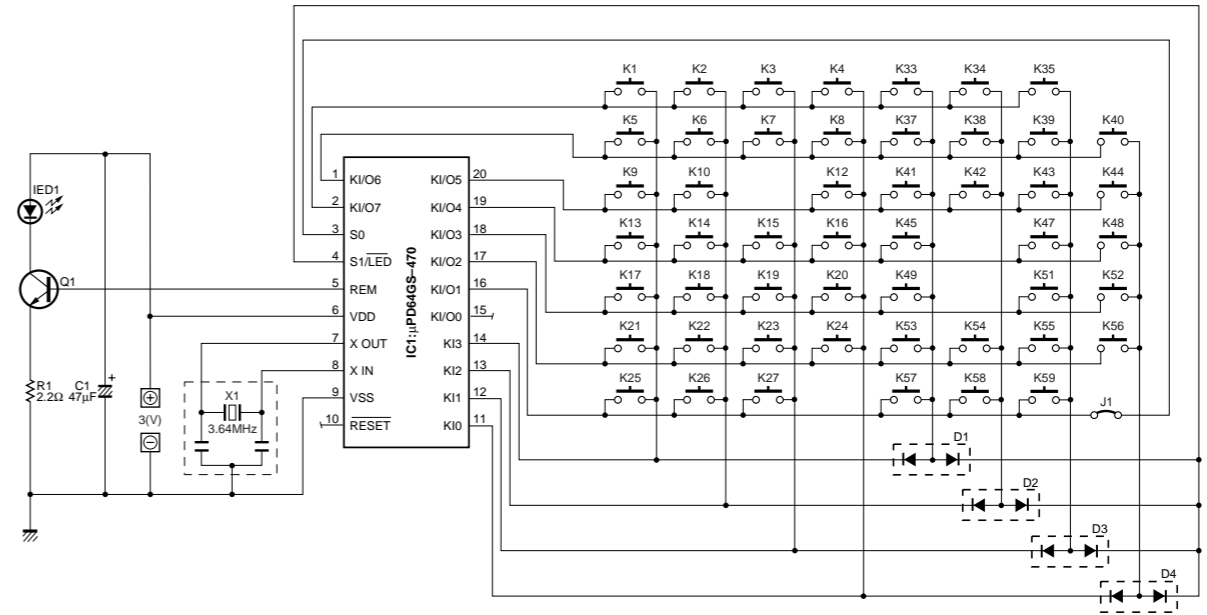 K1 K2 K3 K4 K33 K34 K35
K5 K6 K7 K8 K37 K38 K39 K40
K9 K10 K12 K41 K42 K43 K44
K13 K14 K15 K16 K45 K47 K48
K17 K18 K19 K20 K49 K51 K52
K21 K22 K23 K24 K53 K54 K55 K56
K25 K26 K27 K57 K58 K59 J1
IED1
Q1
R1
2.2Ω
C1
47μF
+
3(V)
X1
3.64MHz
IC1:μPD64GS–470
1 KI/O6
2 KI/O7
3 S0
4 S1/LED
5 REM
6 VDD
7 X OUT
8 X IN
9 VSS
10 RESET
KI/O5 20
KI/O4 19
KI/O3 18
KI/O2 17
KI/O1 16
KI/O0 15
KI3 14
KI2 13
KI1 12
KI0 11
D1
D2
D3
D4